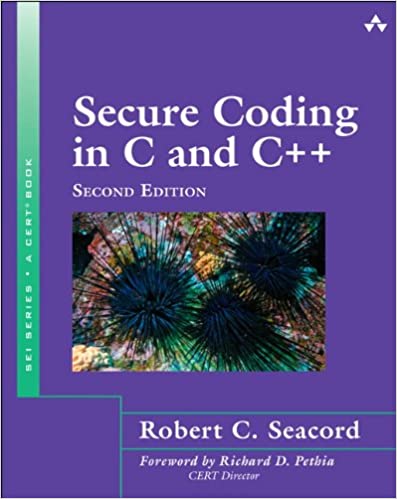 Secure Coding
in C and C++
SECOND EDITION
SEI SERIES • A CERT® BOOK
Robert C. Seacord
Foreword by Richard D. Pethia
CERT Director